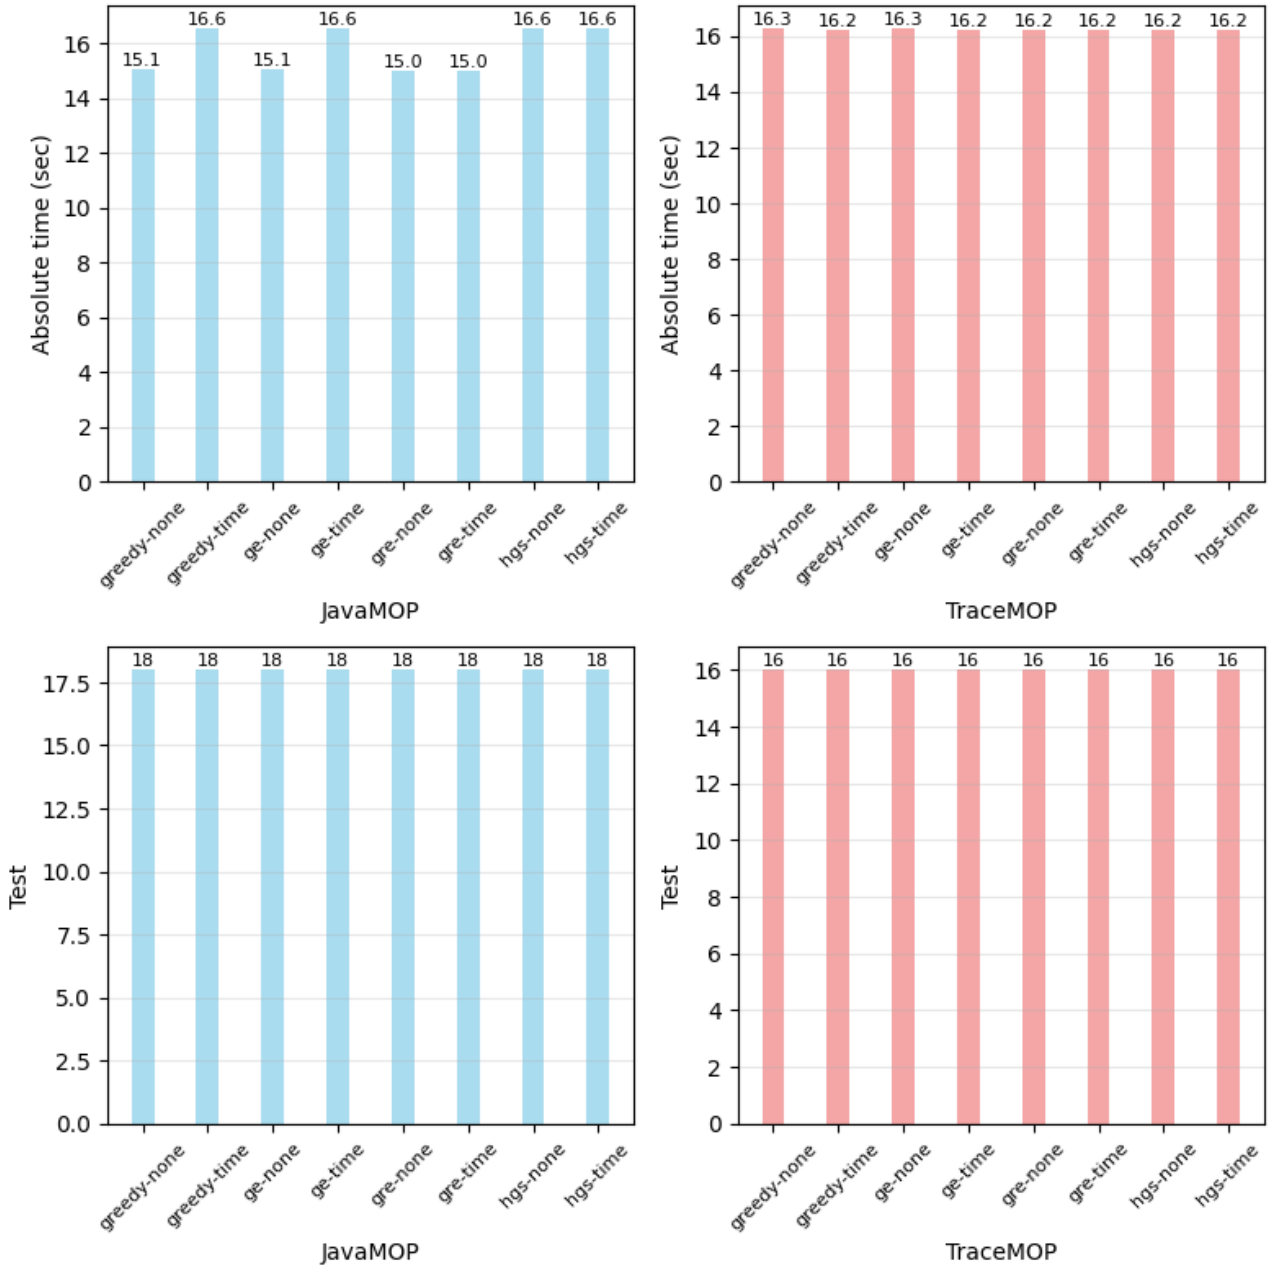 Absolute time (sec)
16
14
12
10
8
6
4
2
0
15.1
16.6
15.1
16.6
15.0
15.0
16.6
16.6
greedy-none
greedy-time
ge-none
ge-time
gre-none
gre-time
hgs-none
hgs-time
JavaMOP
Absolute time (sec)
16
14
12
10
8
6
4
2
0
16.3
16.2
16.3
16.2
16.2
16.2
16.2
16.2
greedy-none
greedy-time
ge-none
ge-time
gre-none
gre-time
hgs-none
hgs-time
TraceMOP
Test
17.5
15.0
12.5
10.0
7.5
5.0
2.5
0.0
18
18
18
18
18
18
18
18
greedy-none
greedy-time
ge-none
ge-time
gre-none
gre-time
hgs-none
hgs-time
JavaMOP
Test
16
14
12
10
8
6
4
2
0
16
16
16
16
16
16
16
16
greedy-none
greedy-time
ge-none
ge-time
gre-none
gre-time
hgs-none
hgs-time
TraceMOP